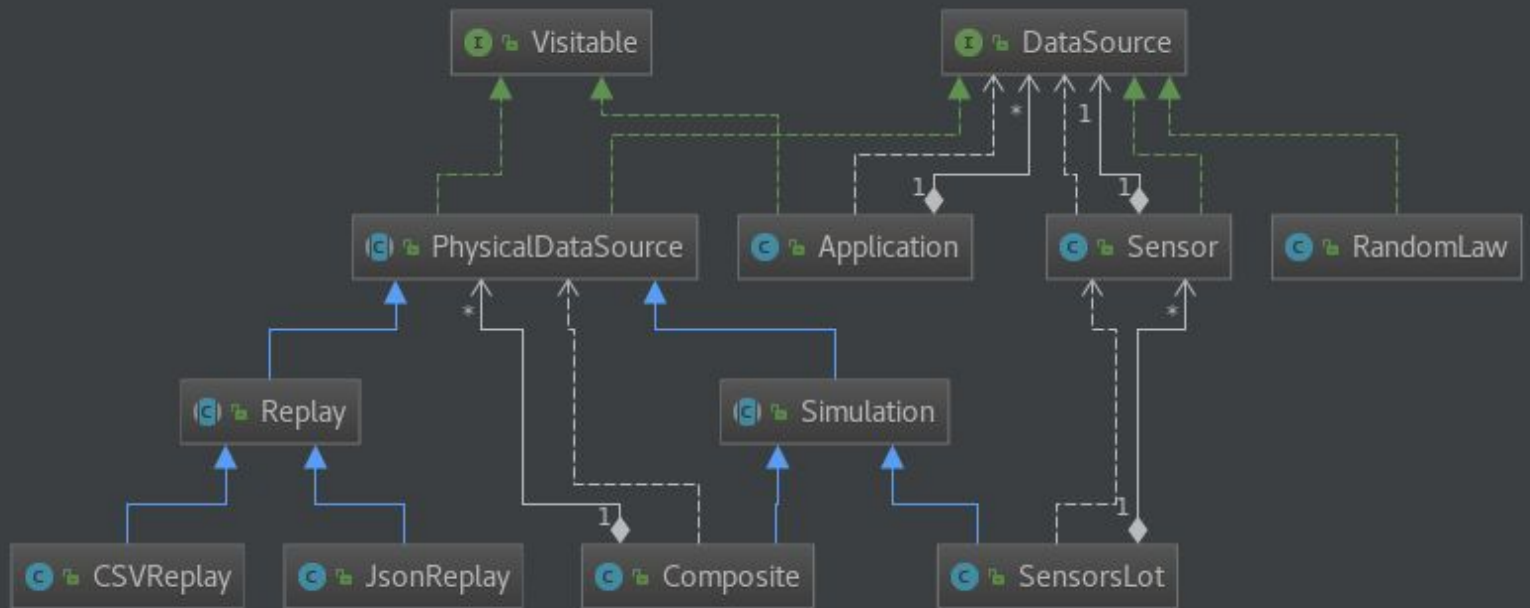 I Visitable
I DataSource
* 1
1 1
C PhysicalDataSource
C Application
C Sensor
C RandomLaw
* *
C Replay
C Simulation
1 1
C CSVReplay
C JsonReplay
C Composite
C SensorsLot